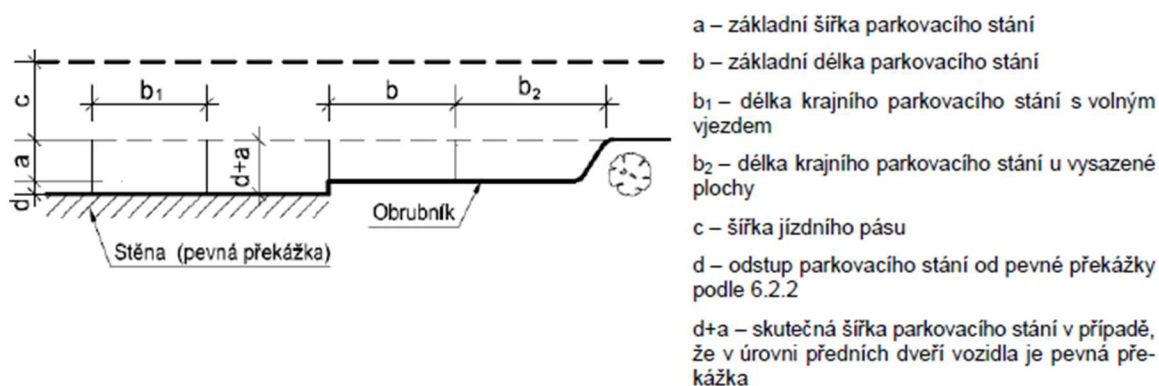 c
b₁
b
b₂
a
d+a
d
Obrubník
Stěna (pevná překážka)
a – základní šířka parkovacího stání
b – základní délka parkovacího stání
b₁ – délka krajního parkovacího stání s volným
vjezdem
b₂ – délka krajního parkovacího stání u vysazené
plochy
c – šířka jízdního pásu
d – odstup parkovacího stání od pevné překážky
podle 6.2.2
d+a – skutečná šířka parkovacího stání v případě,
že v úrovni předních dveří vozidla je pevná pře-
kážka